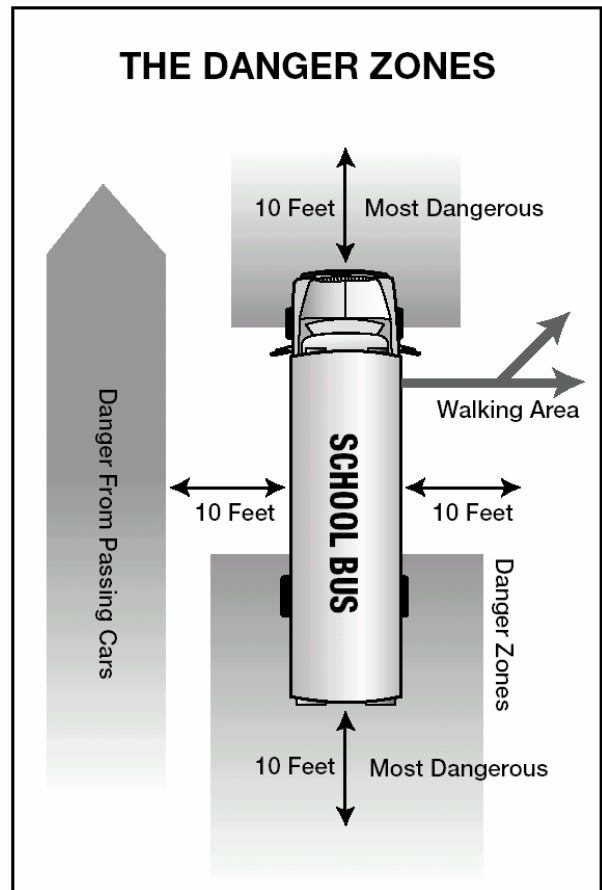 THE DANGER ZONES
10 Feet
Most Dangerous
Walking Area
Danger From Passing Cars
SCHOOL BUS
10 Feet
10 Feet
Danger Zones
10 Feet
Most Dangerous